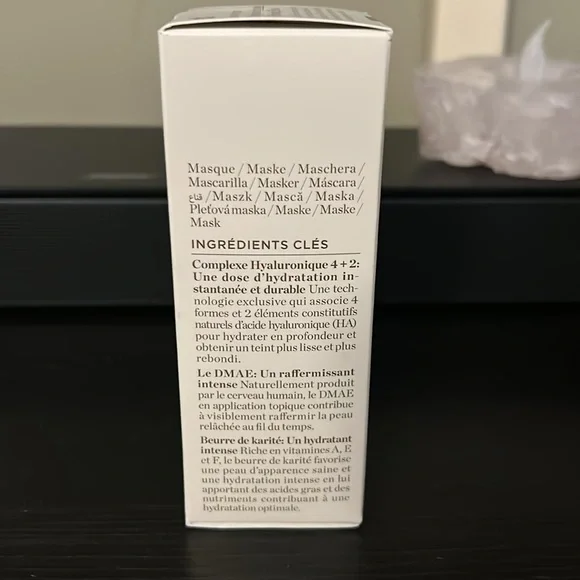 Masque / Maske / Maschera /
Mascarilla / Masker / Máscara /
قناع / Maszk / Mască / Maska /
Pleťová maska / Maske / Maske /
Mask
INGRÉDIENTS CLÉS
Complexe Hyaluronique 4 + 2:
Une dose d'hydratation in-
stantanée et durable Une tech-
nologie exclusive qui associe 4
formes et 2 éléments constitutifs
naturels d'acide hyaluronique (HA)
pour hydrater en profondeur et
obtenir un teint plus lisse et plus
rebondi.
Le DMAE: Un raffermissant
intense Naturellement produit
par le cerveau humain, le DMAE
en application topique contribue
à visiblement raffermir la peau
relâchée au fil du temps.
Beurre de karité: Un hydratant
intense Riche en vitamines A, E
et F, le beurre de karité favorise
une peau d'apparence saine et
une hydratation intense en lui
apportant des acides gras et des
nutriments contribuant à une
hydratation optimale.